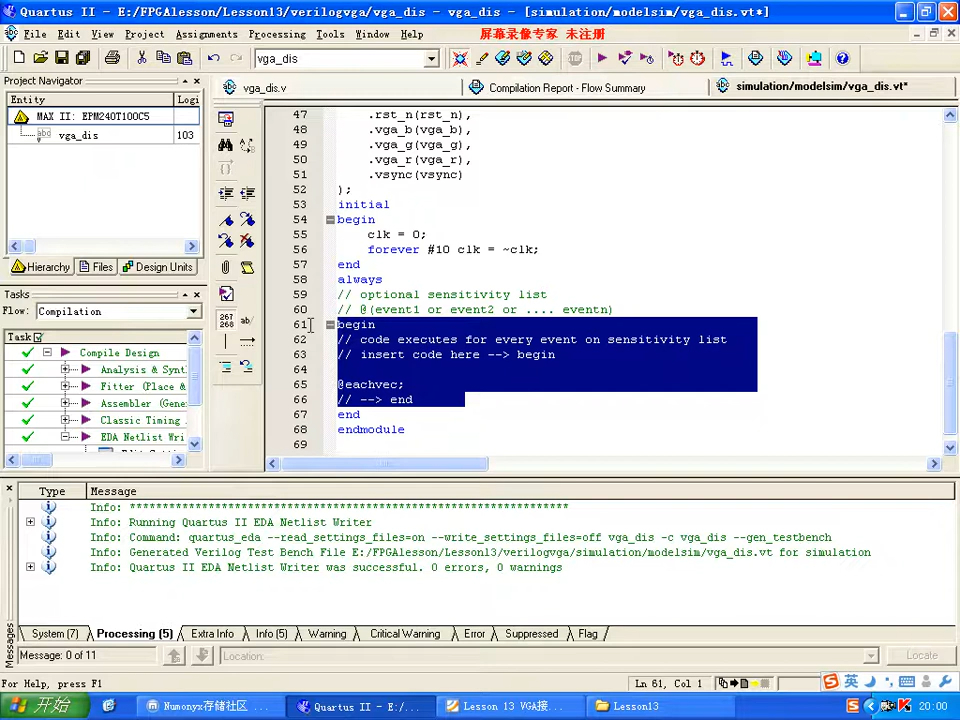 Quartus II - E:/FPGAlesson/Lesson13/verilogvga/vga_dis - vga_dis - [simulation/modelsim/vga_dis.vt*]
File Edit View Project Assignments Processing Tools Window Help 屏幕录像专家 未注册
vga_dis
Project Navigator
Entity Logi
MAX II: EPM240T100C5
vga_dis 103
Hierarchy Files Design Units
Tasks
Flow: Compilation
Task
Compile Design
Analysis & Synt
Fitter (Place &
Assembler (Gene
Classic Timing
EDA Netlist Wri
vga_dis.v
Compilation Report - Flow Summary
simulation/modelsim/vga_dis.vt*
267
268
ab/
47 .rst_n(rst_n),
48 .vga_b(vga_b),
49 .vga_g(vga_g),
50 .vga_r(vga_r),
51 .vsync(vsync)
52 );
53 initial
54 begin
55 clk = 0;
56 forever #10 clk = ~clk;
57 end
58 always
59 // optional sensitivity list
60 // @(event1 or event2 or .... eventn)
61 begin
62 // code executes for every event on sensitivity list
63 // insert code here --> begin
64
65 @eachvec;
66 // --> end
67 end
68 endmodule
69
Type Message
Info: *****************************************************************
Info: Running Quartus II EDA Netlist Writer
Info: Command: quartus_eda --read_settings_files=on --write_settings_files=off vga_dis -c vga_dis --gen_testbench
Info: Generated Verilog Test Bench File E:/FPGAlesson/Lesson13/verilogvga/simulation/modelsim/vga_dis.vt for simulation
Info: Quartus II EDA Netlist Writer was successful. 0 errors, 0 warnings
Messages
System (7) Processing (5) Extra Info Info (5) Warning Critical Warning Error Suppressed Flag
Message: 0 of 11 Location: Locate
For Help, press F1 Ln 61, Col 1 英
开始 Numonyx存储社区 ... Quartus II - E:/... Lesson 13 VGA接... Lesson13 20:00